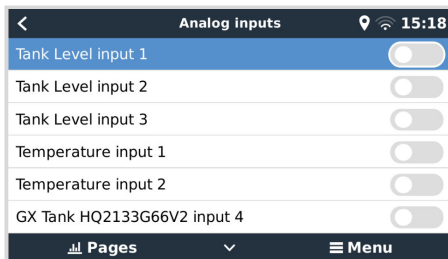 Analog inputs 15:18
Tank Level input 1
Tank Level input 2
Tank Level input 3
Temperature input 1
Temperature input 2
GX Tank HQ2133G66V2 input 4
Pages Menu